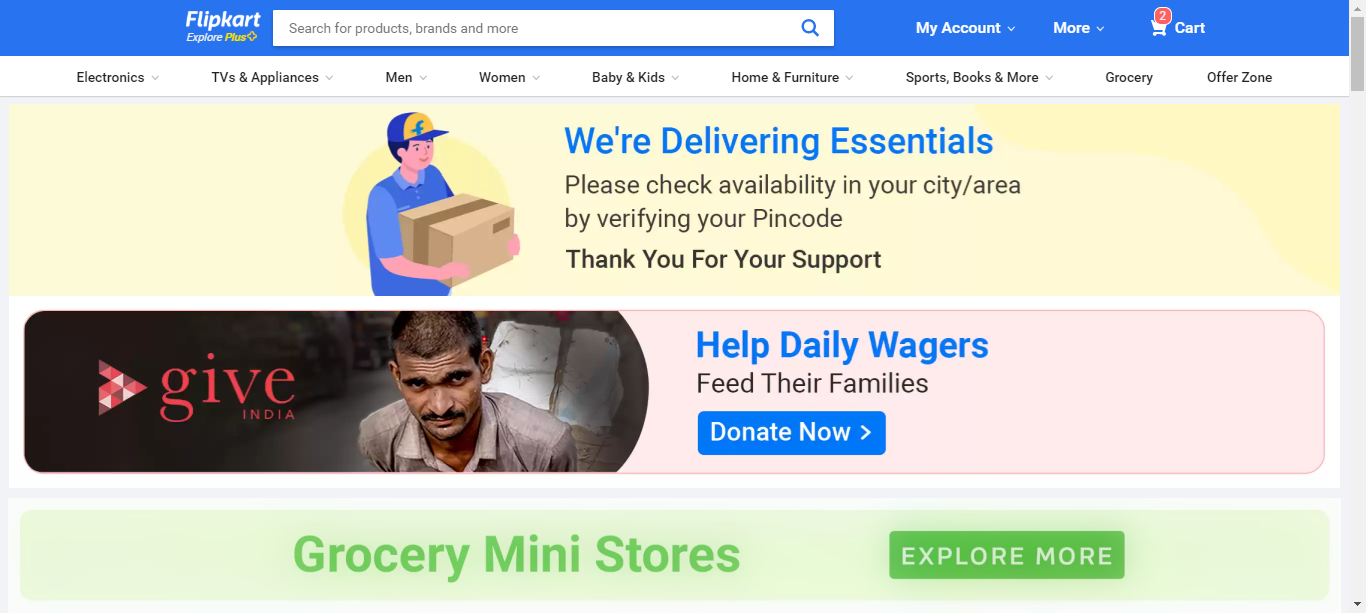 Flipkart
Explore Plus
Search for products, brands and more
My Account
More
2
Cart
Electronics
TVs & Appliances
Men
Women
Baby & Kids
Home & Furniture
Sports, Books & More
Grocery
Offer Zone
We're Delivering Essentials
Please check availability in your city/area
by verifying your Pincode
Thank You For Your Support
give
INDIA
Help Daily Wagers
Feed Their Families
Donate Now >
Grocery Mini Stores
EXPLORE MORE